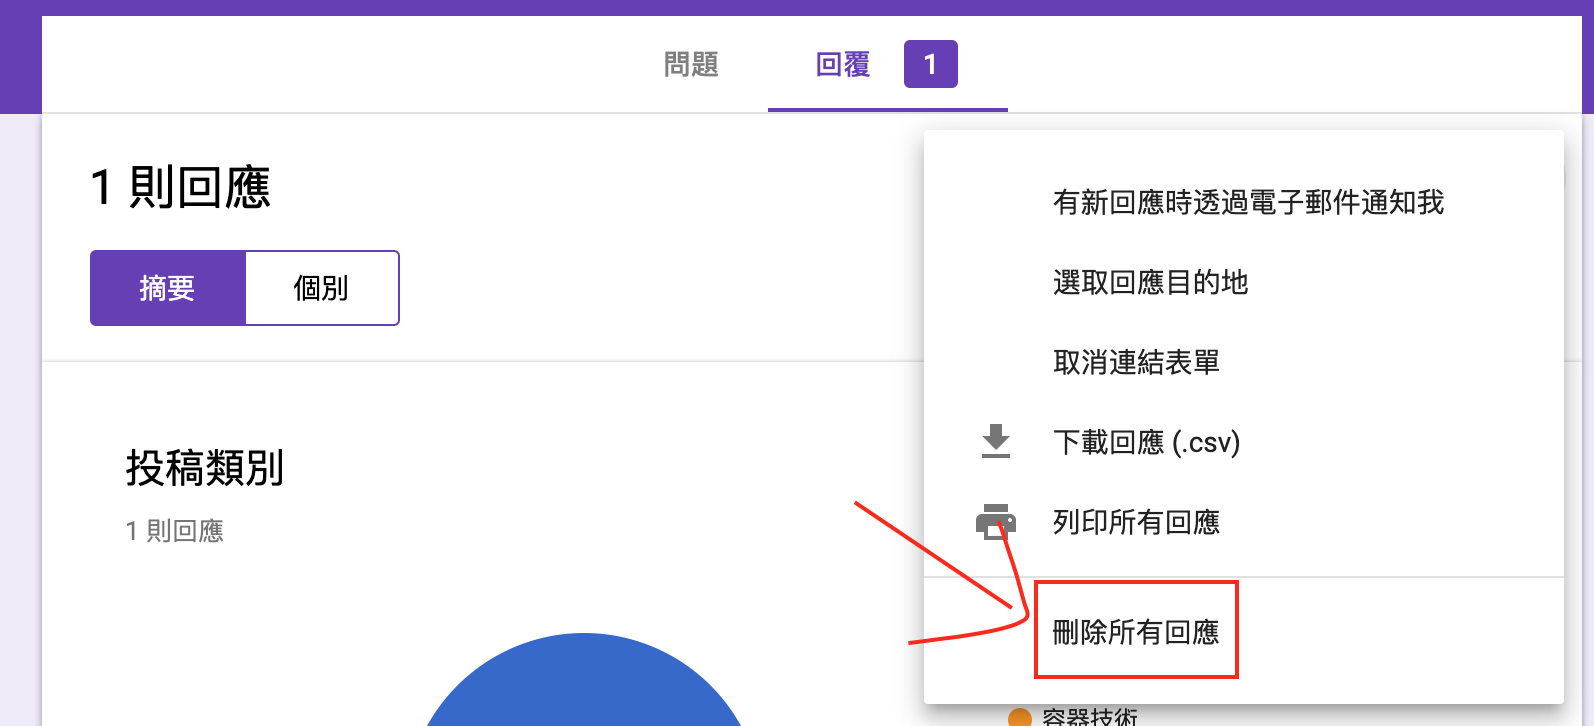 問題
回覆 1
1 則回應
摘要
個別
投稿類別
1 則回應
有新回應時透過電子郵件通知我
選取回應目的地
取消連結表單
下載回應 (.csv)
列印所有回應
刪除所有回應
容器技術